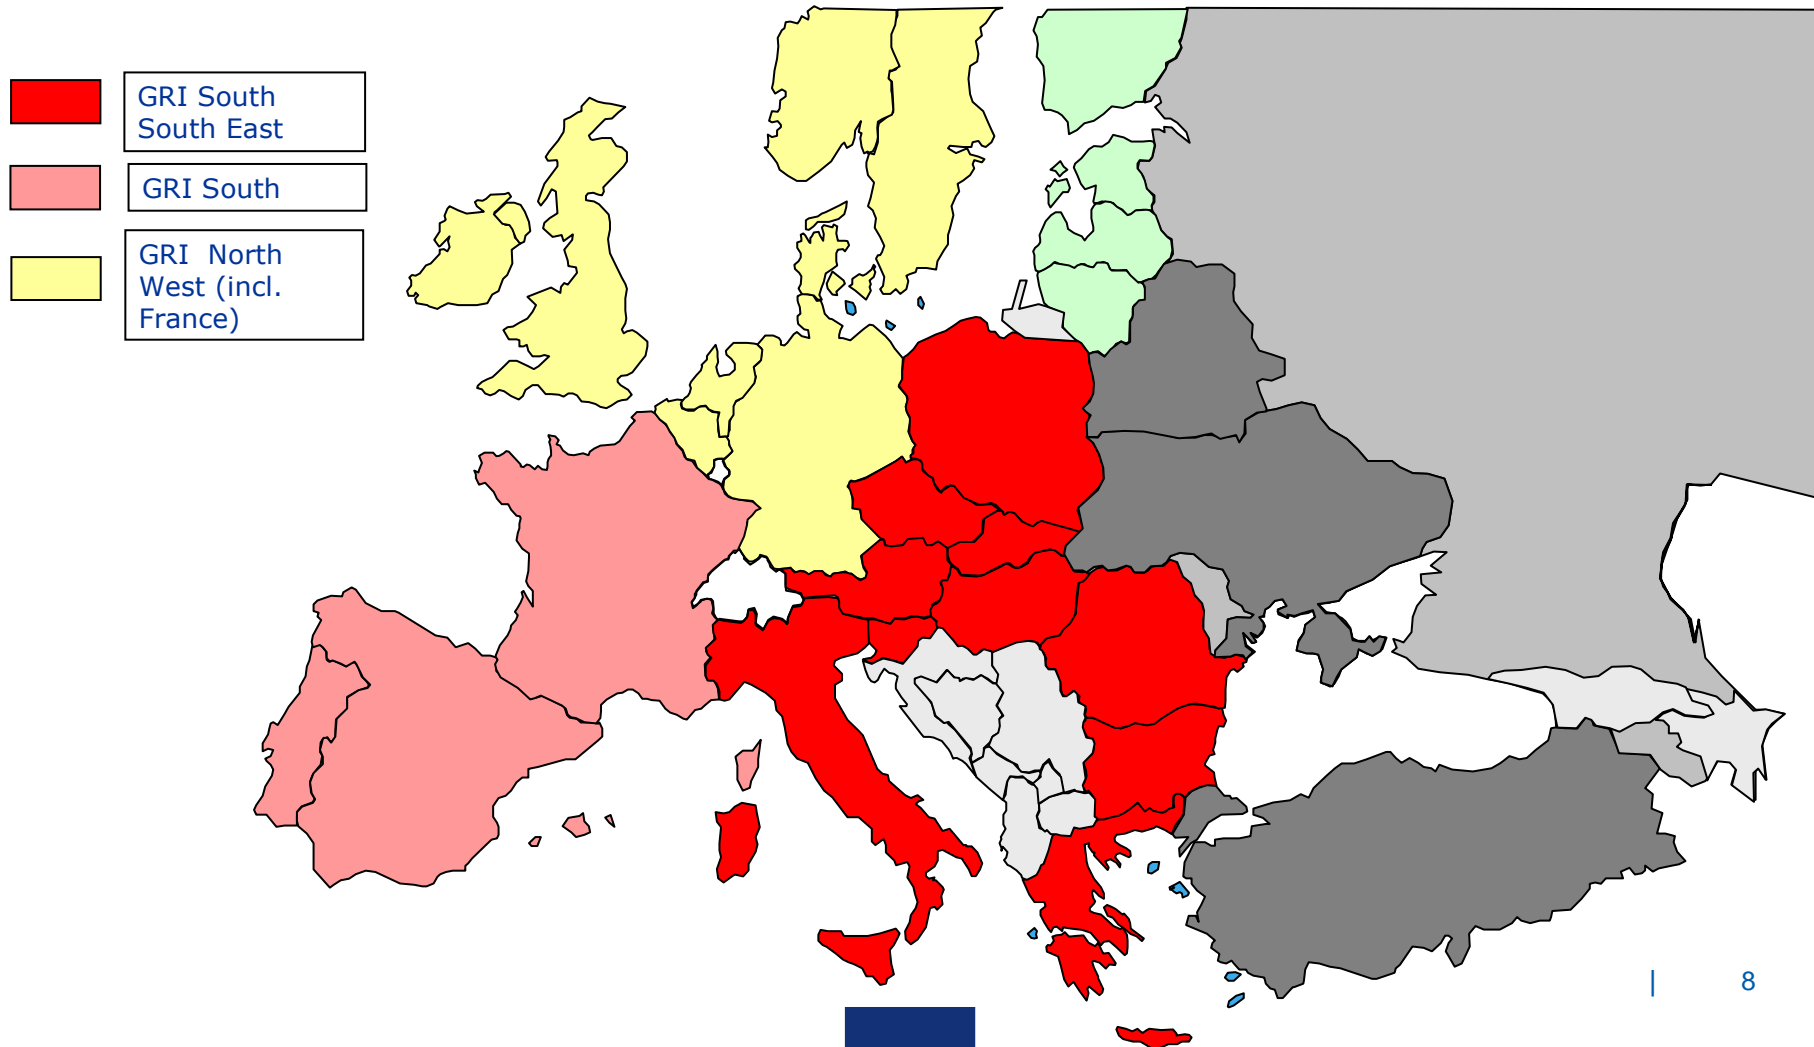 GRI South
South East
GRI South
GRI North
West (incl.
France)
| 8